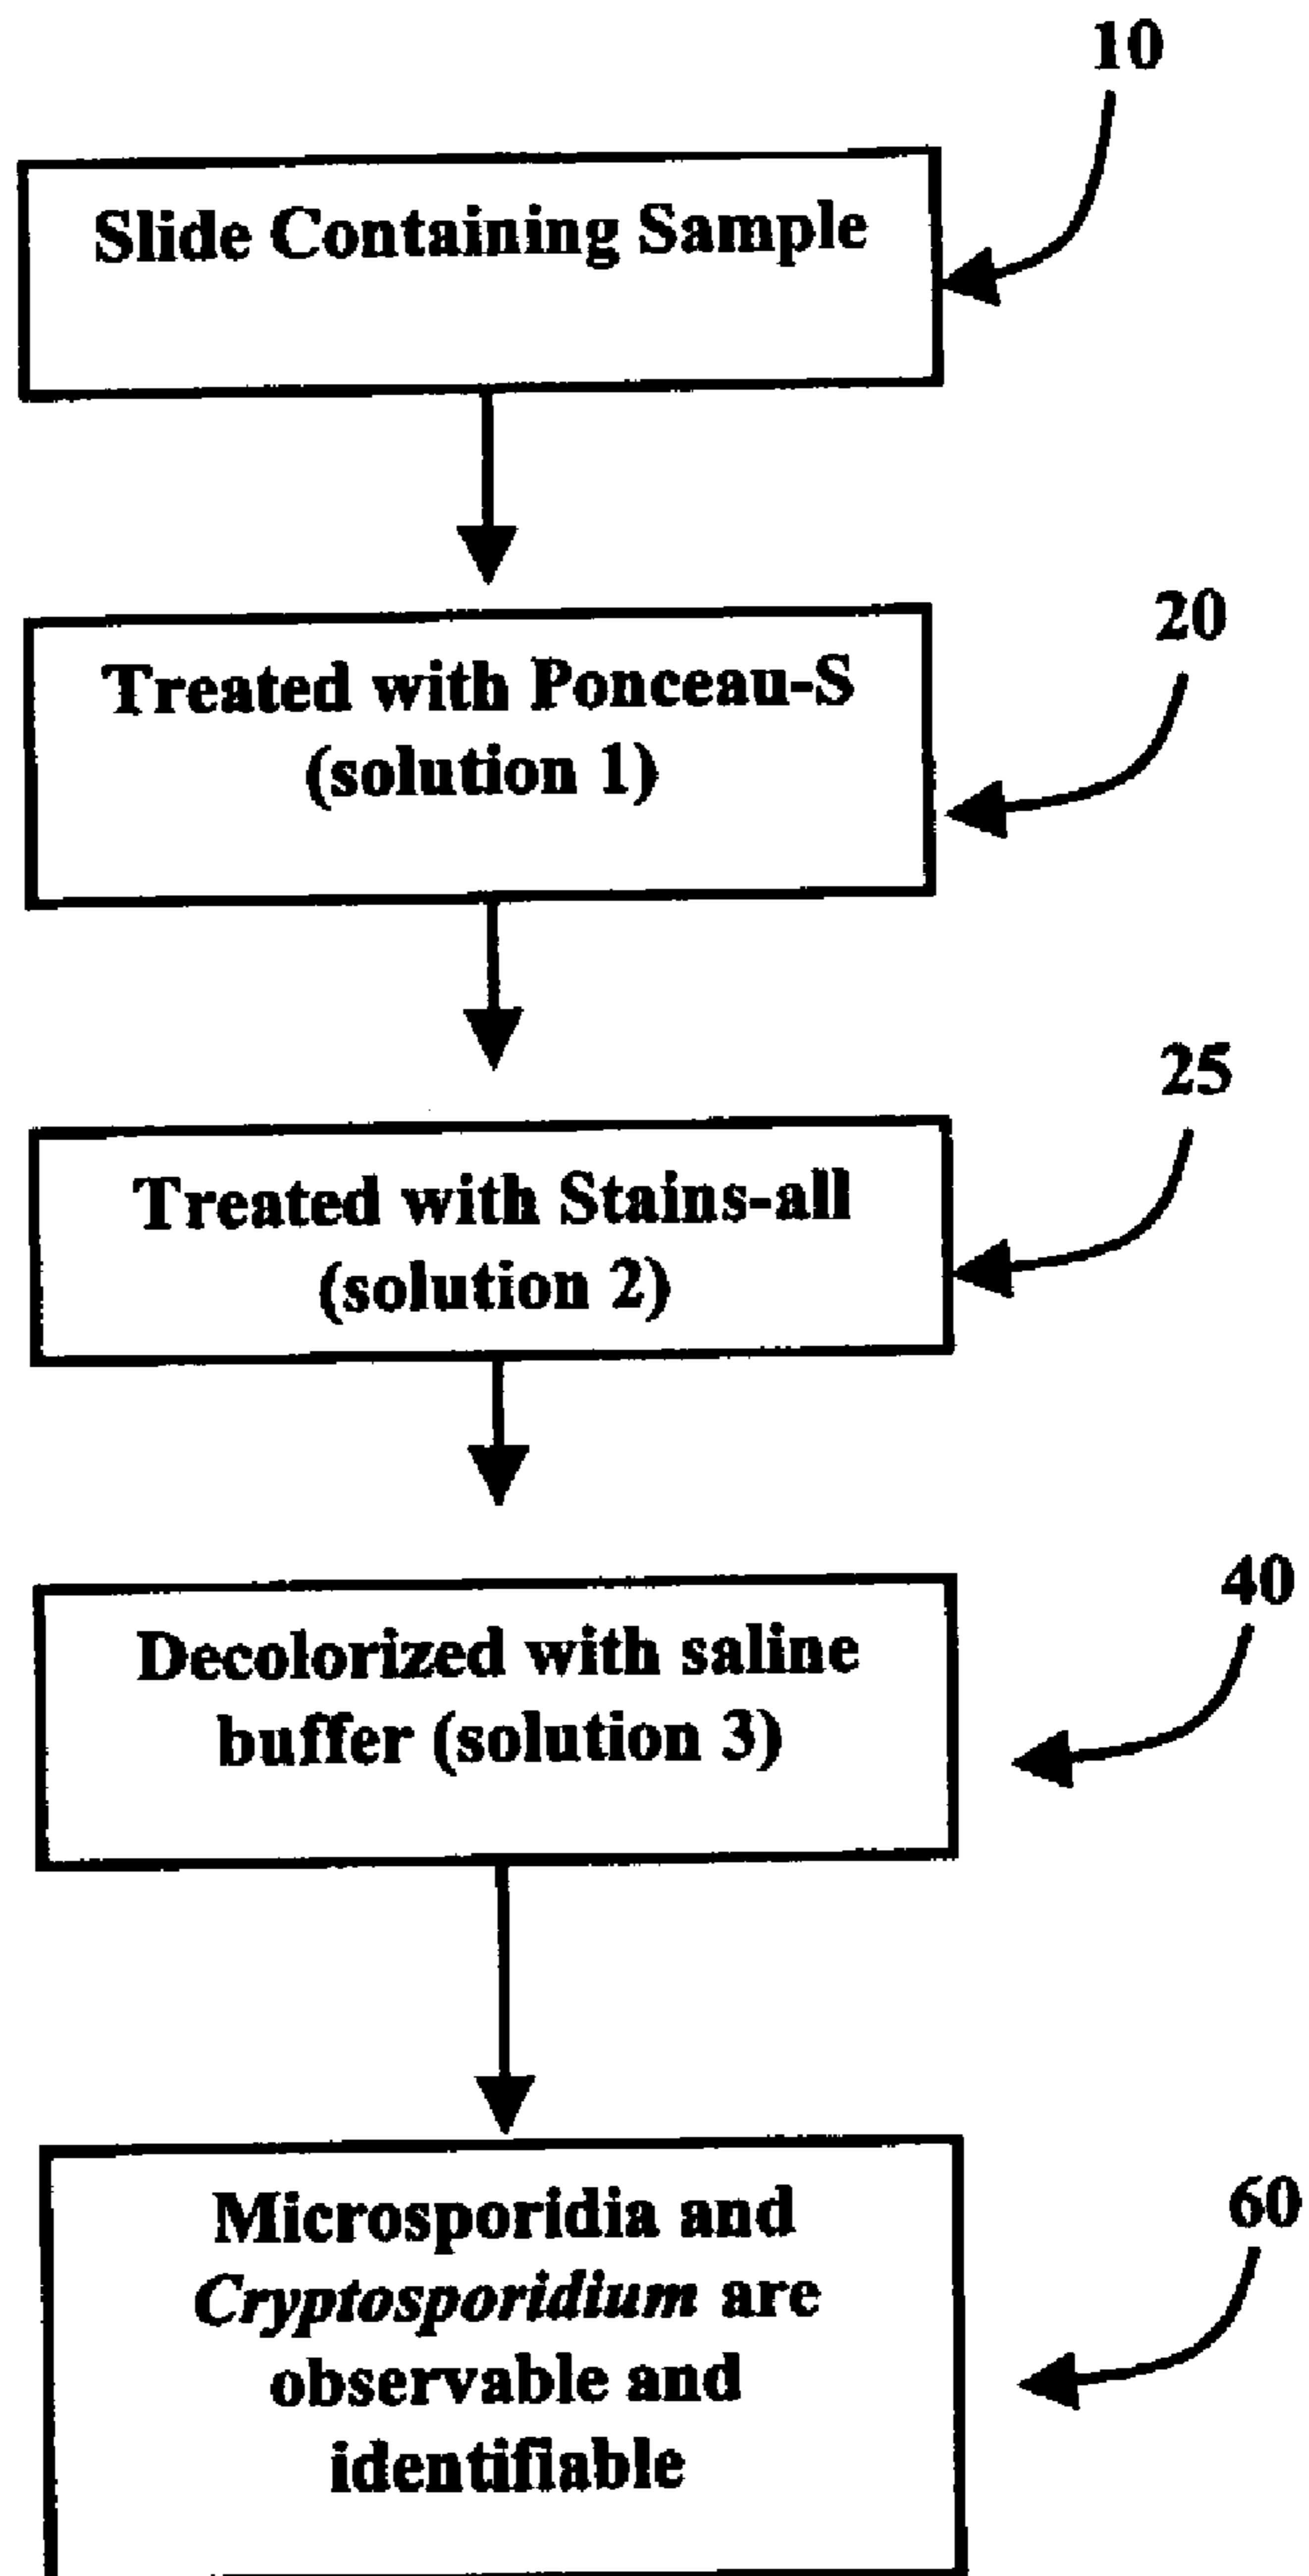 10
Slide Containing Sample
20
Treated with Ponceau-S
(solution 1)
25
Treated with Stains-all
(solution 2)
40
Decolorized with saline
buffer (solution 3)
60
Microsporidia and
Cryptosporidium are
observable and
identifiable